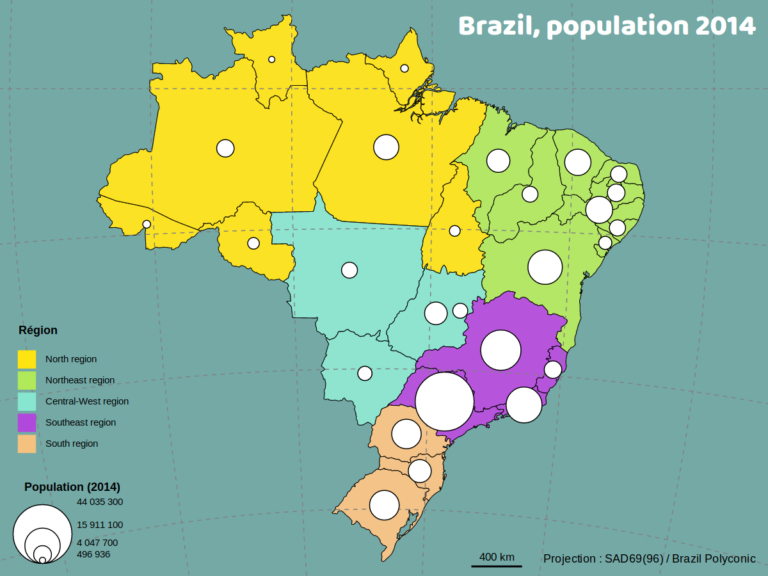 Brazil, population 2014
Région
North region
Northeast region
Central-West region
Southeast region
South region
Population (2014)
44 035 300
15 911 100
4 047 700
496 936
400 km
Projection : SAD69(96) / Brazil Polyconic